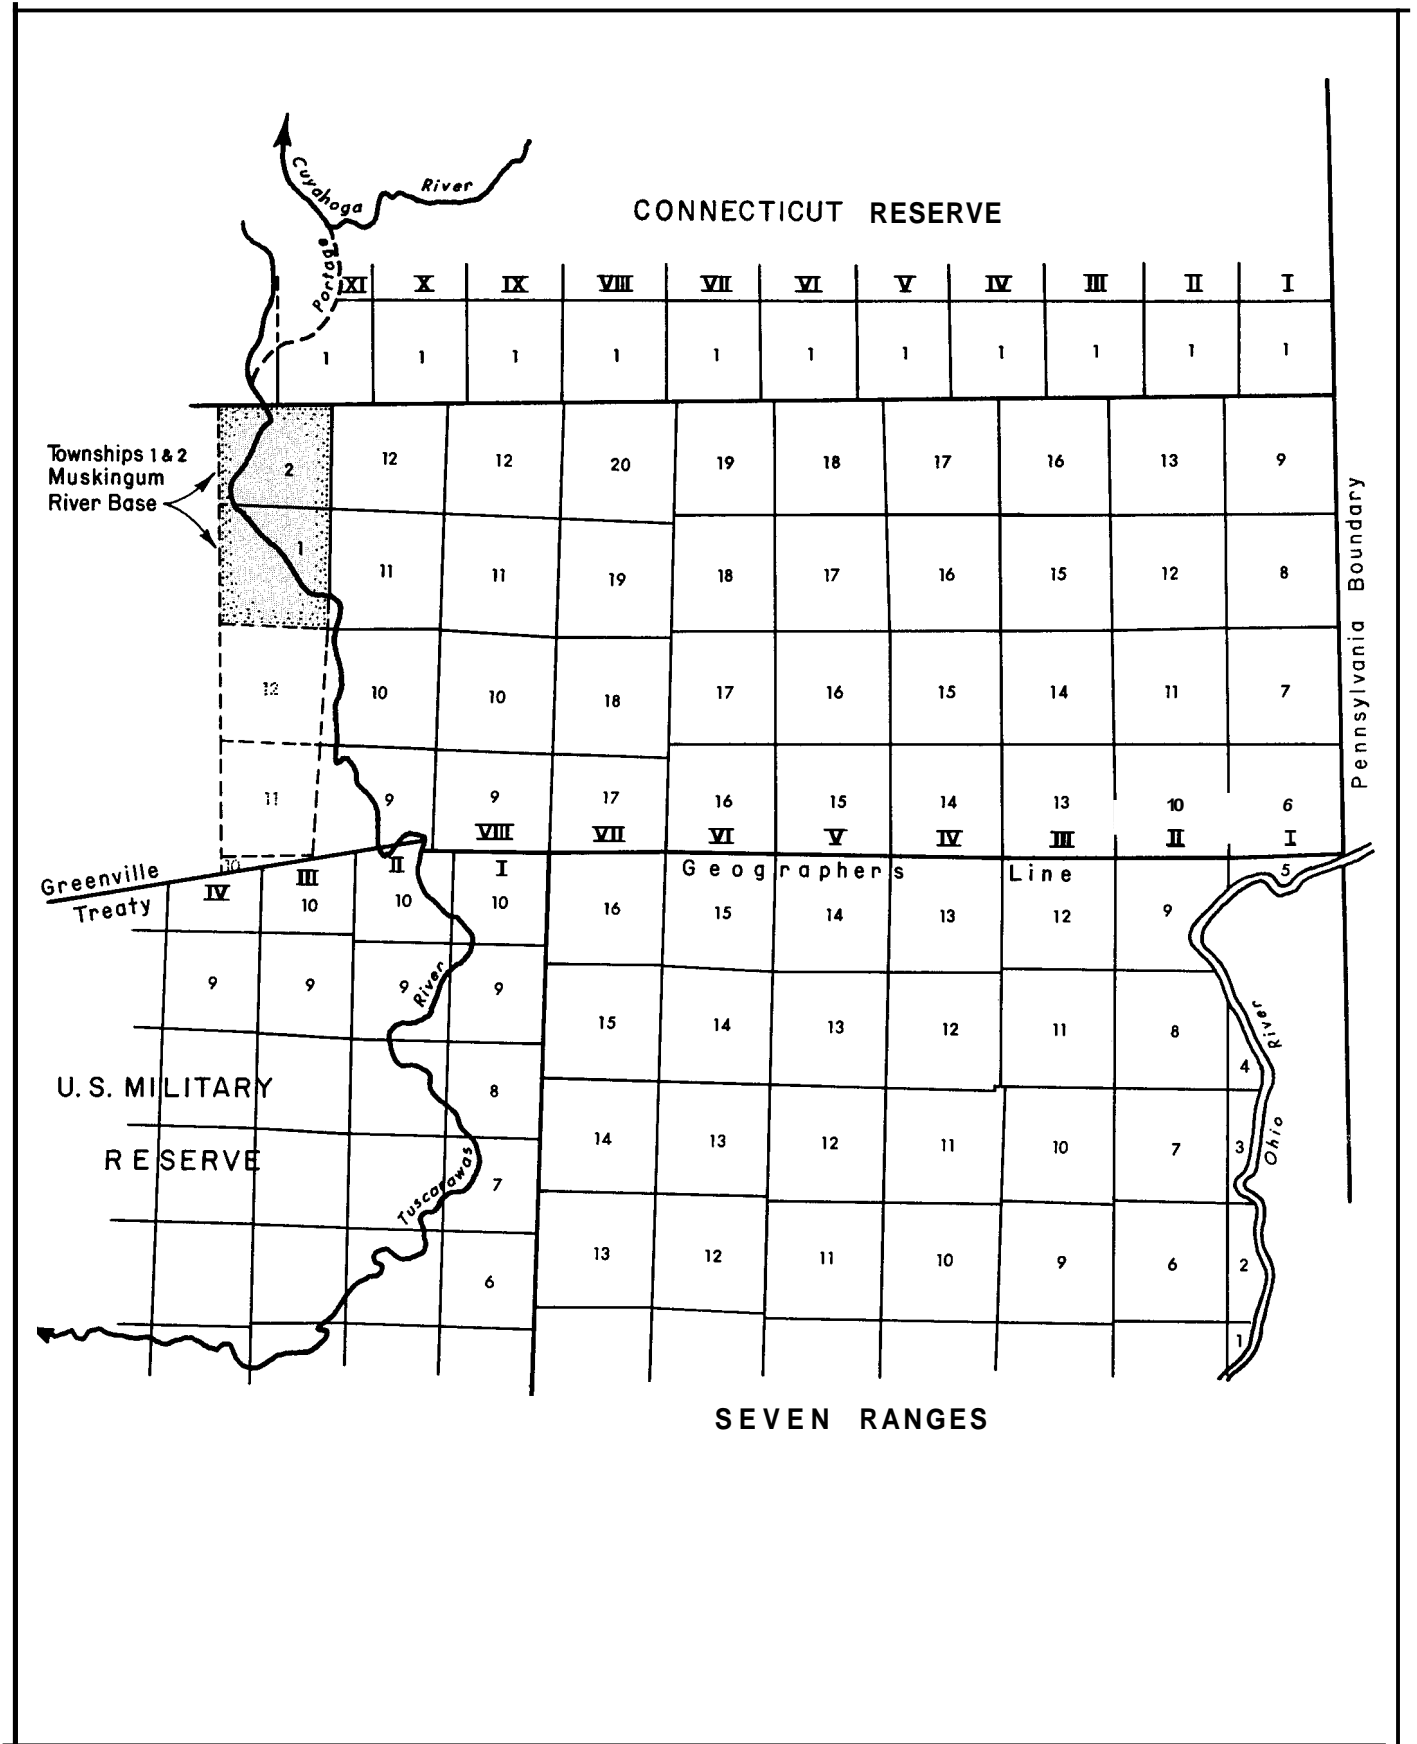 Cuyahoga River
CONNECTICUT RESERVE
Portage
XI X IX VIII VII VI V IV III II I
1 1 1 1 1 1 1 1 1 1 1
Townships 1 & 2
Muskingum
River Base
2 12 12 20 19 18 17 16 13 9
1 11 11 19 18 17 16 15 12 8
Pennsylvania Boundary
12 10 10 18 17 16 15 14 11 7
11 9 9 17 16 15 14 13 10 6
VIII VII VI V IV III II I
Greenville
Treaty
10
Geographers Line
5
IV III II I
10 10 10 16 15 14 13 12 9
9 9 9 9 15 14 13 12 11 8 4
River
Ohio River
U.S. MILITARY
8 14 13 12 11 10 7 3
RESERVE
Tuscarawas
7
6 13 12 11 10 9 6 2
1
SEVEN RANGES